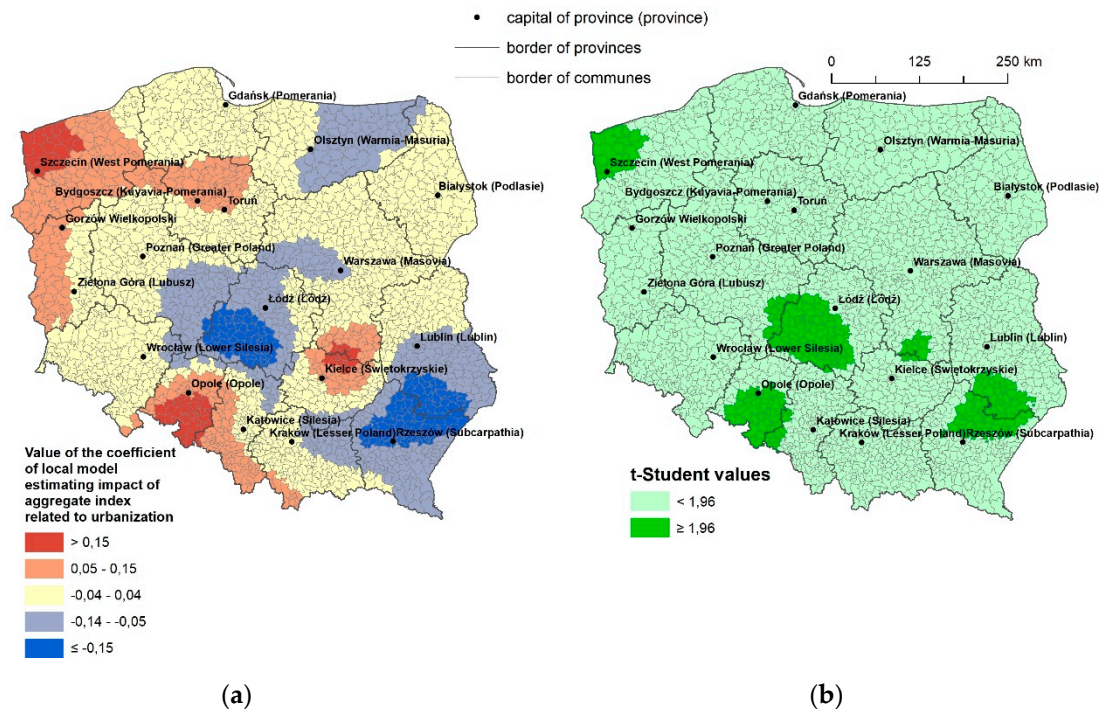 capital of province (province)
border of provinces
border of communes
0 125 250 km
Gdańsk (Pomerania)
Olsztyn (Warmia-Masuria)
Szczecin (West Pomerania)
Białystok (Podlasie)
Bydgoszcz (Kuyavia-Pomerania)
Toruń
Gorzów Wielkopolski
Poznań (Greater Poland)
Warszawa (Masovia)
Zielona Góra (Lubusz)
Łódź (Łódź)
Wrocław (Lower Silesia)
Lublin (Lublin)
Kielce (Świętokrzyskie)
Opole (Opole)
Katowice (Silesia)
Kraków (Lesser Poland)
Rzeszów (Subcarpathia)
Value of the coefficient
of local model
estimating impact of
aggregate index
related to urbanization
> 0,15
0,05 - 0,15
-0,04 - 0,04
-0,14 - -0,05
≤ -0,15
(a)
Gdańsk (Pomerania)
Olsztyn (Warmia-Masuria)
Szczecin (West Pomerania)
Białystok (Podlasie)
Bydgoszcz (Kuyavia-Pomerania)
Toruń
Gorzów Wielkopolski
Poznań (Greater Poland)
Warszawa (Masovia)
Zielona Góra (Lubusz)
Łódź (Łódź)
Wrocław (Lower Silesia)
Lublin (Lublin)
Kielce (Świętokrzyskie)
Opole (Opole)
Katowice (Silesia)
Kraków (Lesser Poland)
Rzeszów (Subcarpathia)
t-Student values
< 1,96
≥ 1,96
(b)